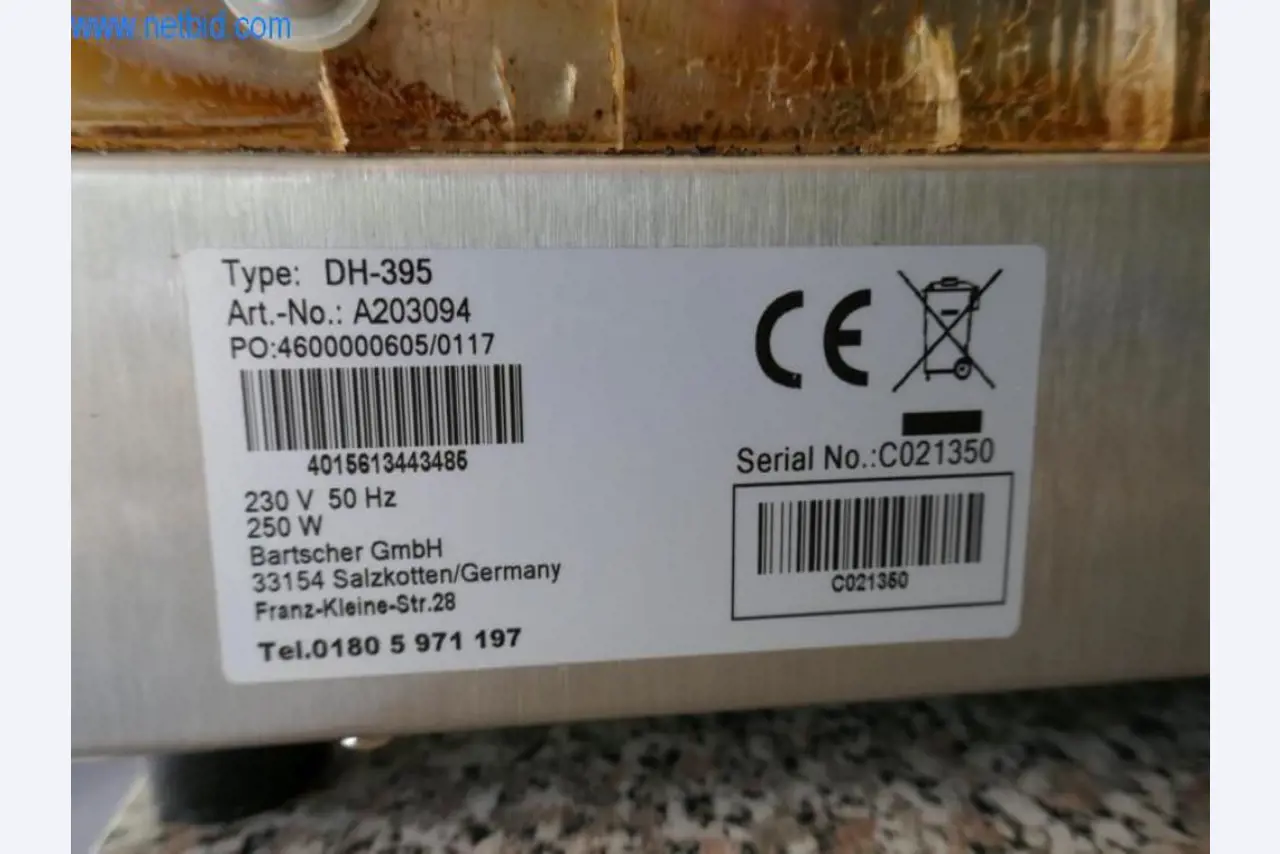 www.netbid.com
Type: DH-395
Art.-No.: A203094
PO:4600000605/0117
4015613443485
230 V 50 Hz
250 W
Bartscher GmbH
33154 Salzkotten/Germany
Franz-Kleine-Str.28
Tel.0180 5 971 197
CE
Serial No.:C021350
C021350